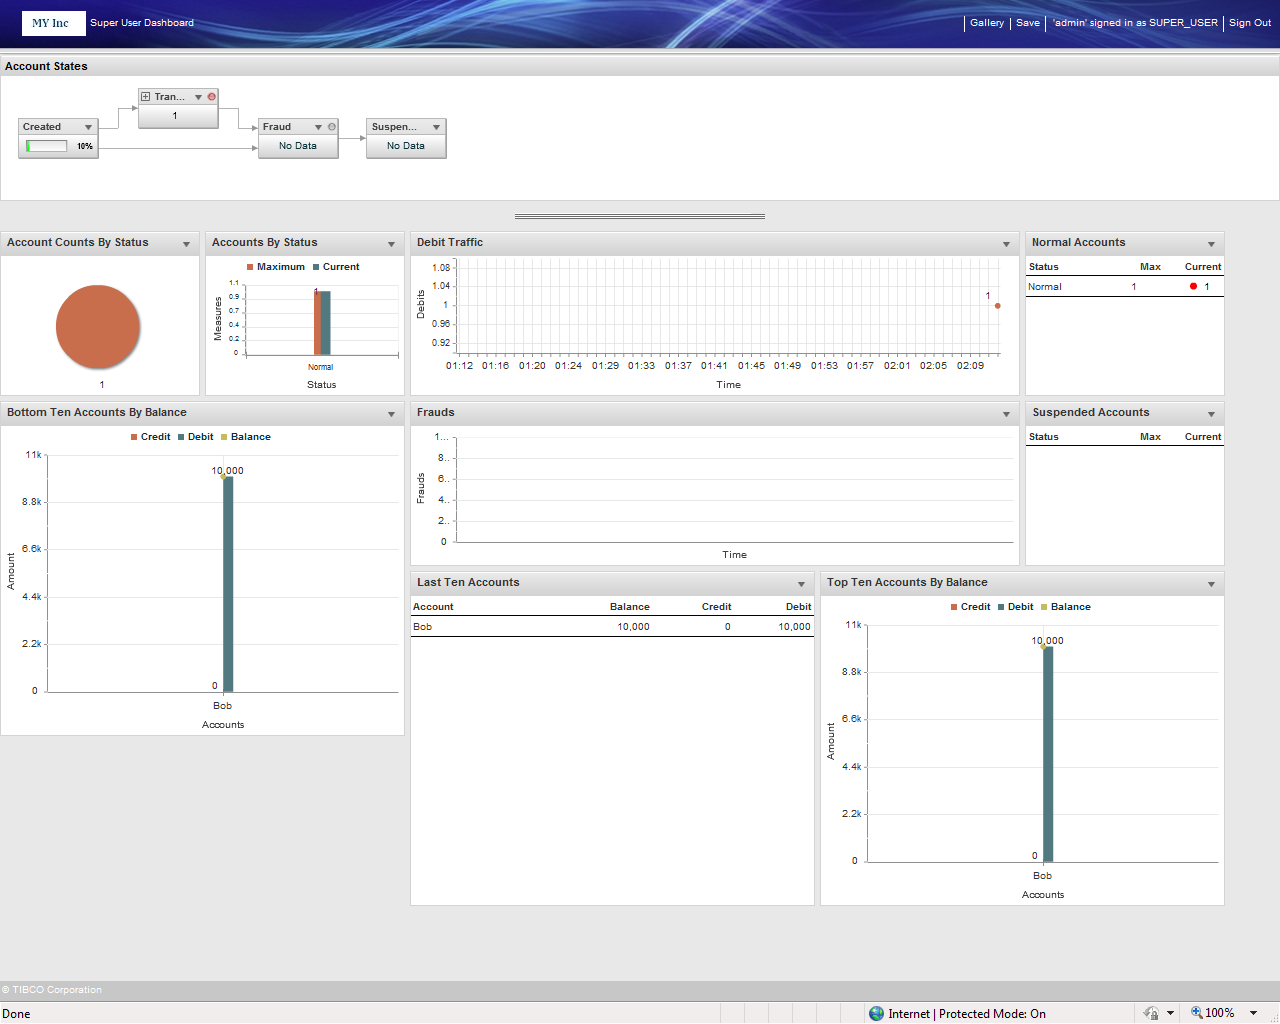 MY Inc Super User Dashboard Gallery Save 'admin' signed in as SUPER_USER Sign Out
Account States
Tran...
1
Created
10%
Fraud
No Data
Suspen...
No Data
Account Counts By Status
1
Accounts By Status
Maximum Current
1.1
0.9
0.7
0.4
0.2
0
Measures
1
Normal
Status
Debit Traffic
1.08
1.04
1
0.96
0.92
Debits
1
01:12 01:16 01:20 01:24 01:29 01:33 01:37 01:41 01:45 01:49 01:53 01:57 02:01 02:05 02:09
Time
Normal Accounts
Status Max Current
Normal 1 1
Bottom Ten Accounts By Balance
Credit Debit Balance
11k
8.8k
6.6k
4.4k
2.2k
0
Amount
10,000
0
Bob
Accounts
Frauds
1...
8..
6..
4..
2..
0
Frauds
Time
Suspended Accounts
Status Max Current
Last Ten Accounts
Account Balance Credit Debit
Bob 10,000 0 10,000
Top Ten Accounts By Balance
Credit Debit Balance
11k
8.8k
6.6k
4.4k
2.2k
0
Amount
10,000
0
Bob
Accounts
© TIBCO Corporation
Done Internet | Protected Mode: On 100%